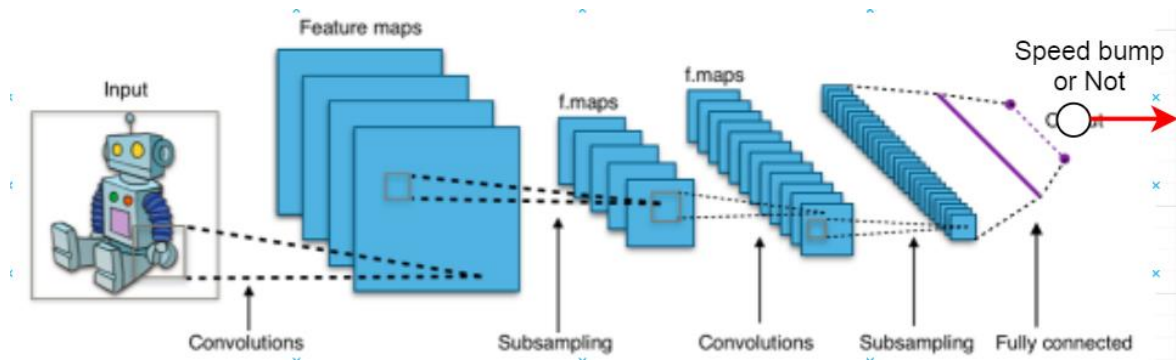 Feature maps
Input
f.maps
f.maps
Speed bump
or Not
Convolutions
Subsampling
Convolutions
Subsampling
Fully connected